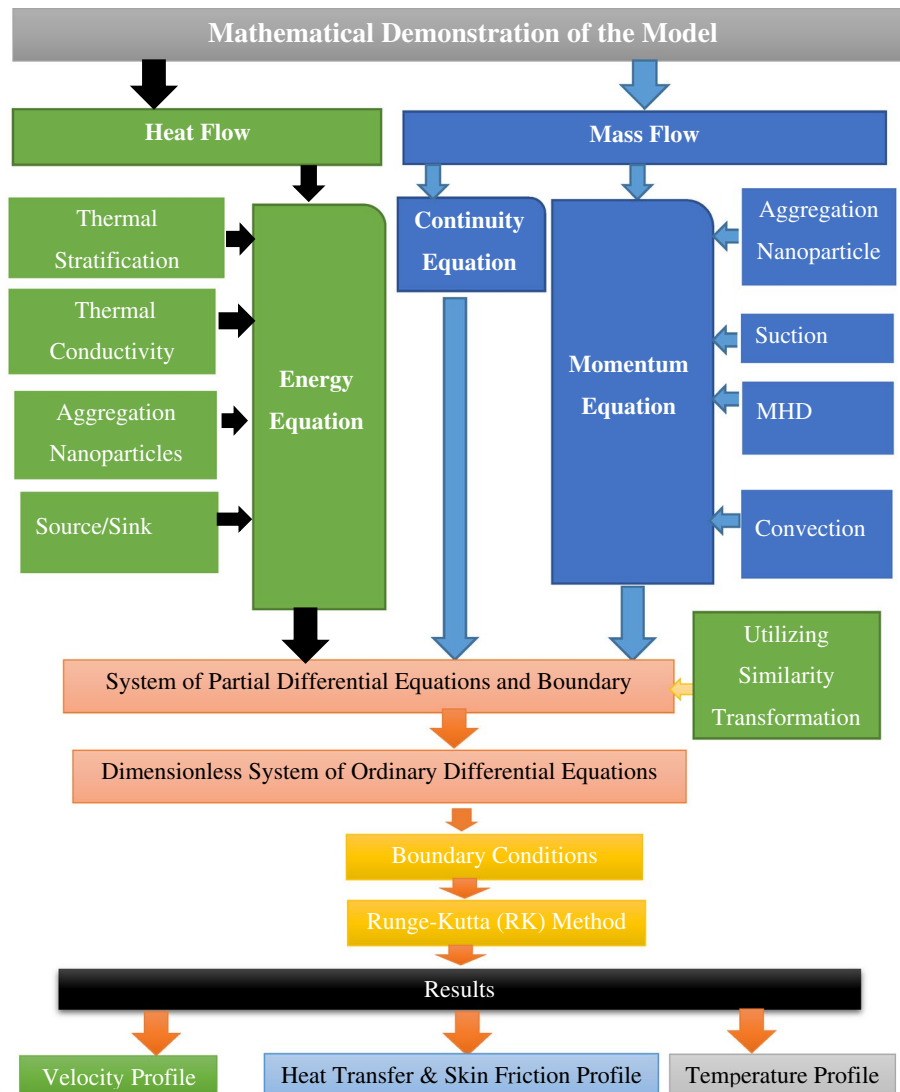 Mathematical Demonstration of the Model
Heat Flow
Mass Flow
Thermal
Stratification
Thermal
Conductivity
Aggregation
Nanoparticles
Source/Sink
Energy
Equation
Continuity
Equation
Momentum
Equation
Aggregation
Nanoparticle
Suction
MHD
Convection
Utilizing
Similarity
Transformation
System of Partial Differential Equations and Boundary
Dimensionless System of Ordinary Differential Equations
Boundary Conditions
Runge-Kutta (RK) Method
Results
Velocity Profile
Heat Transfer & Skin Friction Profile
Temperature Profile